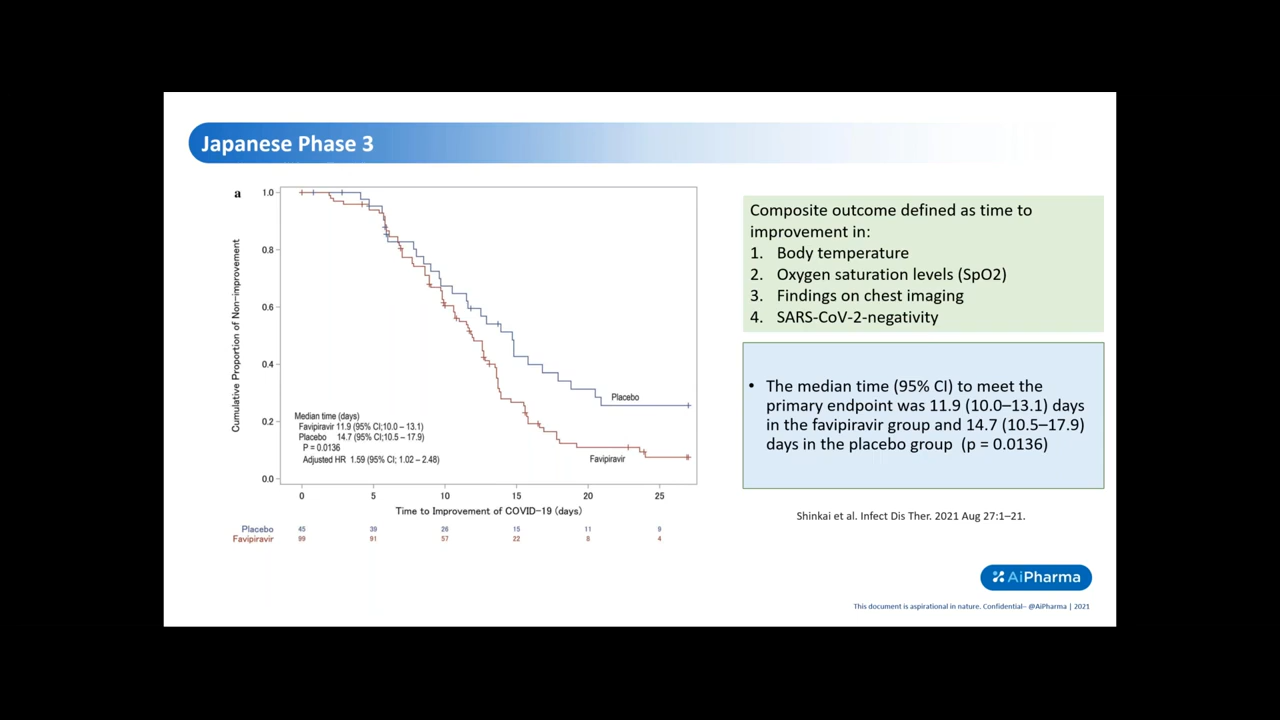 Japanese Phase 3
a
Cumulative Proportion of Non-improvement
1.0
0.8
0.6
0.4
0.2
0.0
Placebo
Favipiravir
Median time (days)
Favipiravir 11.9 (95% CI;10.0 – 13.1)
Placebo 14.7 (95%CI;10.5 – 17.9)
P = 0.0136
Adjusted HR 1.59 (95% CI; 1.02 – 2.48)
0 5 10 15 20 25
Time to Improvement of COVID-19 (days)
Placebo 45 39 26 15 11 9
Favipiravir 99 91 57 22 8 4
Composite outcome defined as time to
improvement in:
1. Body temperature
2. Oxygen saturation levels (SpO2)
3. Findings on chest imaging
4. SARS-CoV-2-negativity
• The median time (95% CI) to meet the
primary endpoint was 11.9 (10.0–13.1) days
in the favipiravir group and 14.7 (10.5–17.9)
days in the placebo group (p = 0.0136)
Shinkai et al. Infect Dis Ther. 2021 Aug 27:1–21.
AiPharma
This document is aspirational in nature. Confidential– @AiPharma | 2021